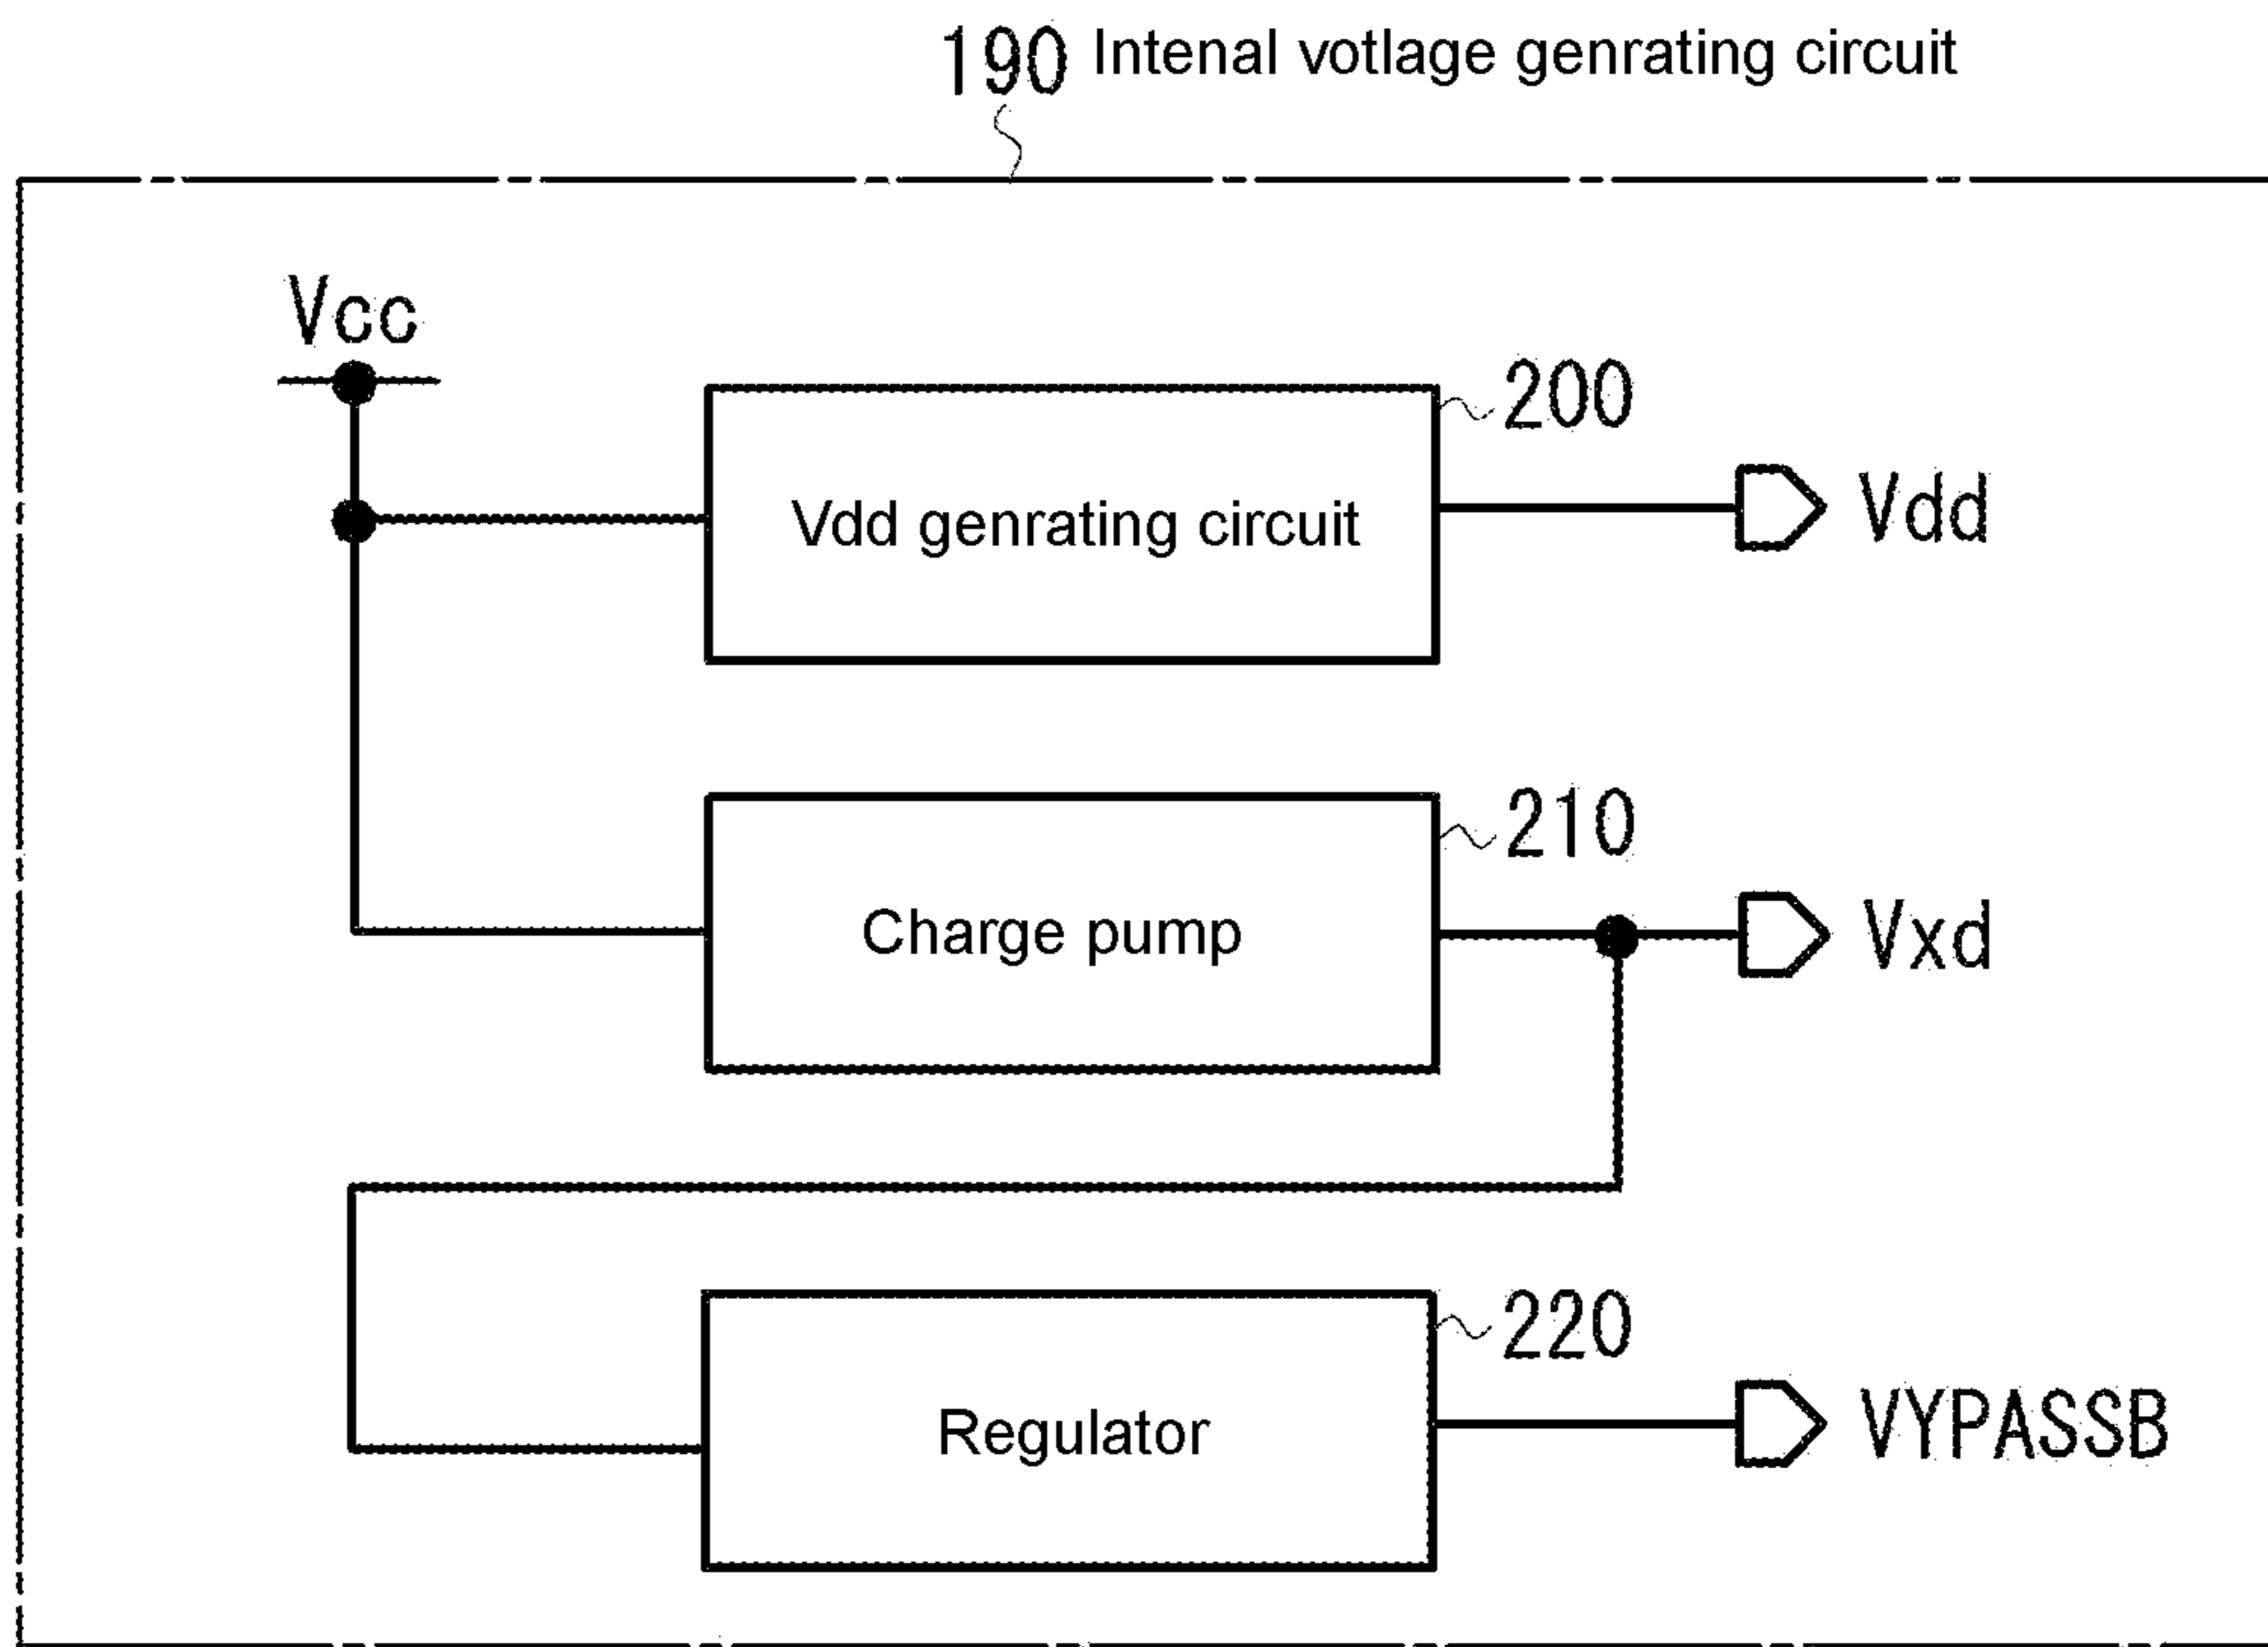 190 Intenal votlage genrating circuit
Vcc
200
Vdd genrating circuit
Vdd
210
Charge pump
Vxd
220
Regulator
VYPASSB